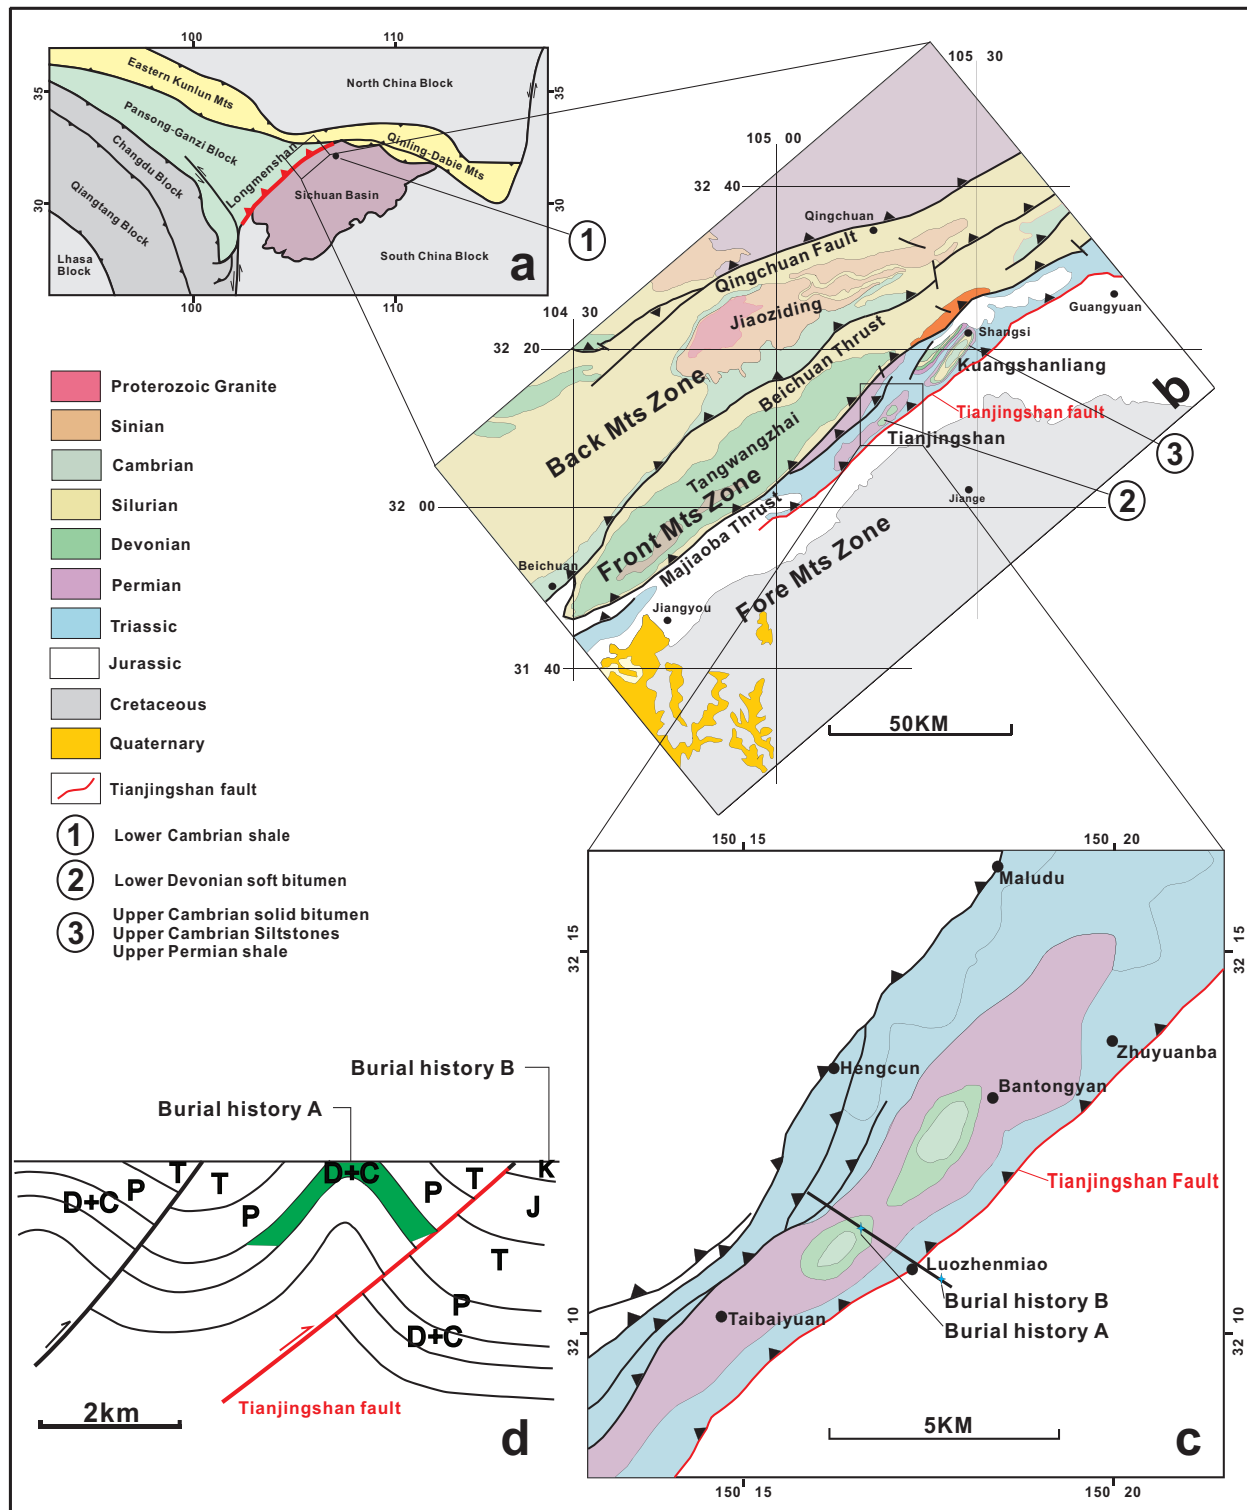 100
110
Eastern Kunlun Mts
North China Block
35
35
Pansong-Ganzi Block
Changdu Block
Longmenshan
Qinling-Dabie Mts
Qiangtang Block
Sichuan Basin
30
30
Lhasa
Block
South China Block
a
100
110
1
105 30
105 00
32 40
Qingchuan
Qingchuan Fault
104
30
Jiaoziding
Guangyuan
32 20
Shangsi
Kuangshanliang
Beichuan Thrust
Back Mts Zone
b
Tianjingshan fault
Tianjingshan
3
Tangwangzhai
Jiange
2
32 00
Front Mts Zone
Majiaoba Thrust
Fore Mts Zone
Beichuan
Jiangyou
31 40
50KM
Proterozoic Granite
Sinian
Cambrian
Silurian
Devonian
Permian
Triassic
Jurassic
Cretaceous
Quaternary
Tianjingshan fault
1
Lower Cambrian shale
2
Lower Devonian soft bitumen
3
Upper Cambrian solid bitumen
Upper Cambrian Siltstones
Upper Permian shale
150 15
150 20
Maludu
32 15
32 15
Zhuyuanba
Hengcun
Bantongyan
Tianjingshan Fault
Luozhenmiao
Burial history B
Burial history A
Taibaiyuan
32 10
32 10
5KM
c
150 15
150 20
Burial history B
Burial history A
T
T
D+C
T
K
D+C
P
P
P
J
T
P
D+C
Tianjingshan fault
2km
d